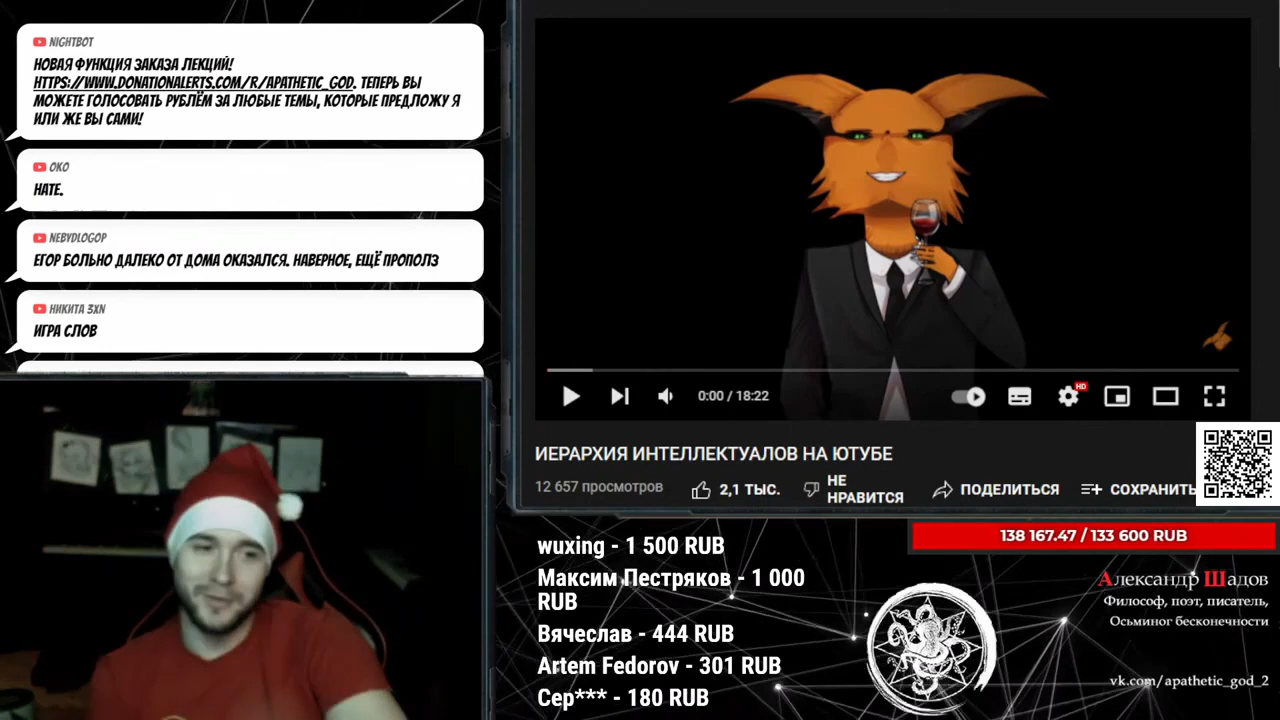 NIGHTBOT
НОВАЯ ФУНКЦИЯ ЗАКАЗА ЛЕКЦИЙ!
HTTPS://WWW.DONATIONALERTS.COM/R/APATHETIC_GOD. ТЕПЕРЬ ВЫ
МОЖЕТЕ ГОЛОСОВАТЬ РУБЛЁМ ЗА ЛЮБЫЕ ТЕМЫ, КОТОРЫЕ ПРЕДЛОЖУ Я
ИЛИ ЖЕ ВЫ САМИ!
ОКО
НАТЕ.
NEBYDLOGOP
ЕГОР БОЛЬНО ДАЛЕКО ОТ ДОМА ОКАЗАЛСЯ. НАВЕРНОЕ, ЕЩЁ ПРОПОЛЗ
НИКИТА ЗХN
ИГРА СЛОВ
0:00 / 18:22
HD
ИЕРАРХИЯ ИНТЕЛЛЕКТУАЛОВ НА ЮТУБЕ
12 657 просмотров
2,1 ТЫС.
НЕ
НРАВИТСЯ
ПОДЕЛИТЬСЯ
СОХРАНИТЬ
138 167.47 / 133 600 RUB
wuxing - 1 500 RUB
Максим Пестряков - 1 000
RUB
Вячеслав - 444 RUB
Artem Fedorov - 301 RUB
Сер*** - 180 RUB
Александр Шадов
Философ, поэт, писатель,
Осьминог бесконечности
vk.com/apathetic_god_2